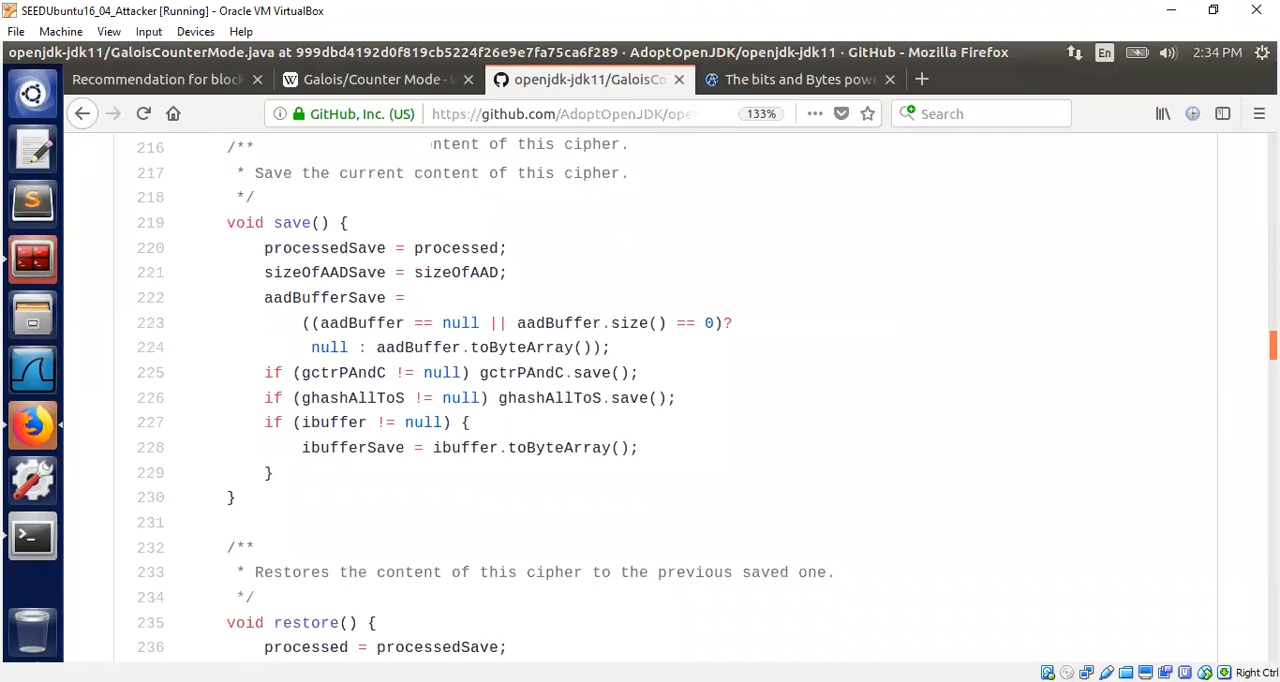 SEEDUbuntu16_04_Attacker [Running] - Oracle VM VirtualBox
File Machine View Input Devices Help
openjdk-jdk11/GaloisCounterMode.java at 999dbd4192d0f819cb5224f26e9e7fa75ca6f289 · AdoptOpenJDK/openjdk-jdk11 · GitHub - Mozilla Firefox
En 2:34 PM
Recommendation for block
Galois/Counter Mode -
openjdk-jdk11/GaloisCo
The bits and Bytes pow
GitHub, Inc. (US) https://github.com/AdoptOpenJDK/ope 133% Search
ntent of this cipher.
216 /**
217 * Save the current content of this cipher.
218 */
219 void save() {
220 processedSave = processed;
221 sizeOfAADSave = sizeOfAAD;
222 aadBufferSave =
223 ((aadBuffer == null || aadBuffer.size() == 0)?
224 null : aadBuffer.toByteArray());
225 if (gctrPAndC != null) gctrPAndC.save();
226 if (ghashAllToS != null) ghashAllToS.save();
227 if (ibuffer != null) {
228 ibufferSave = ibuffer.toByteArray();
229 }
230 }
231
232 /**
233 * Restores the content of this cipher to the previous saved one.
234 */
235 void restore() {
236 processed = processedSave;
Right Ctrl